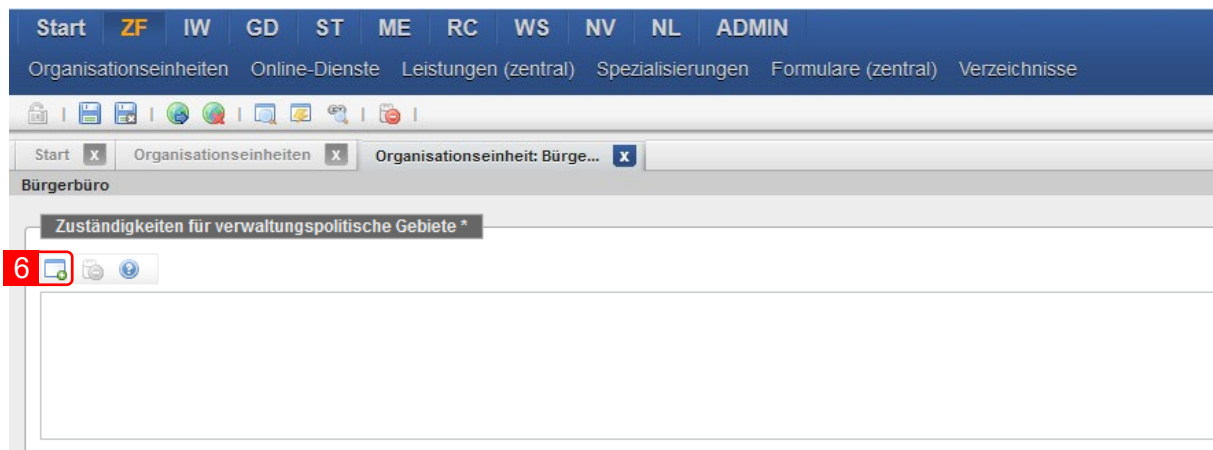 Start ZF IW GD ST ME RC WS NV NL ADMIN
Organisationseinheiten Online-Dienste Leistungen (zentral) Spezialisierungen Formulare (zentral) Verzeichnisse
Start x Organisationseinheiten x Organisationseinheit: Bürge... x
Bürgerbüro
Zuständigkeiten für verwaltungspolitische Gebiete *
6